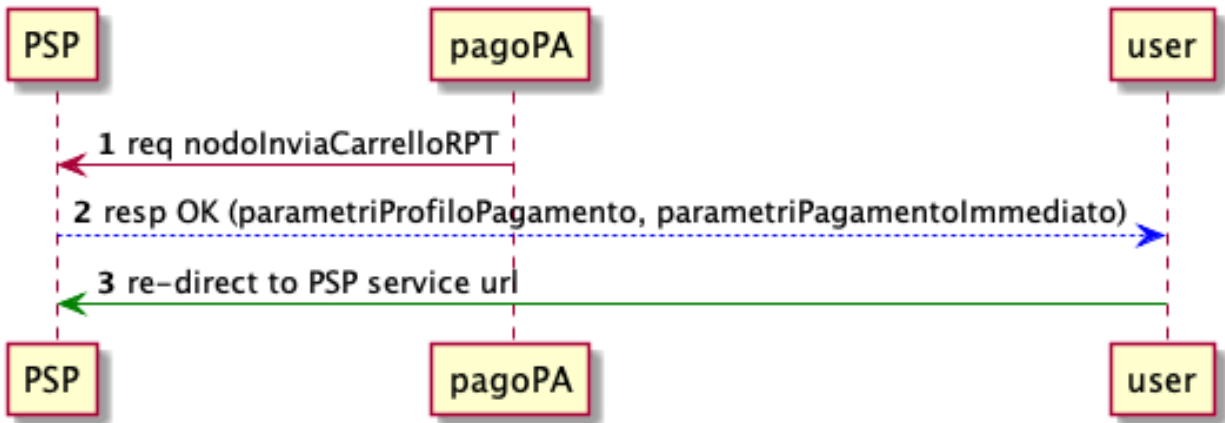 PSP pagoPA user
1 req nodoInviaCarrelloRPT
2 resp OK (parametriProfiloPagamento, parametriPagamentoImmediato)
3 re-direct to PSP service url
PSP pagoPA user